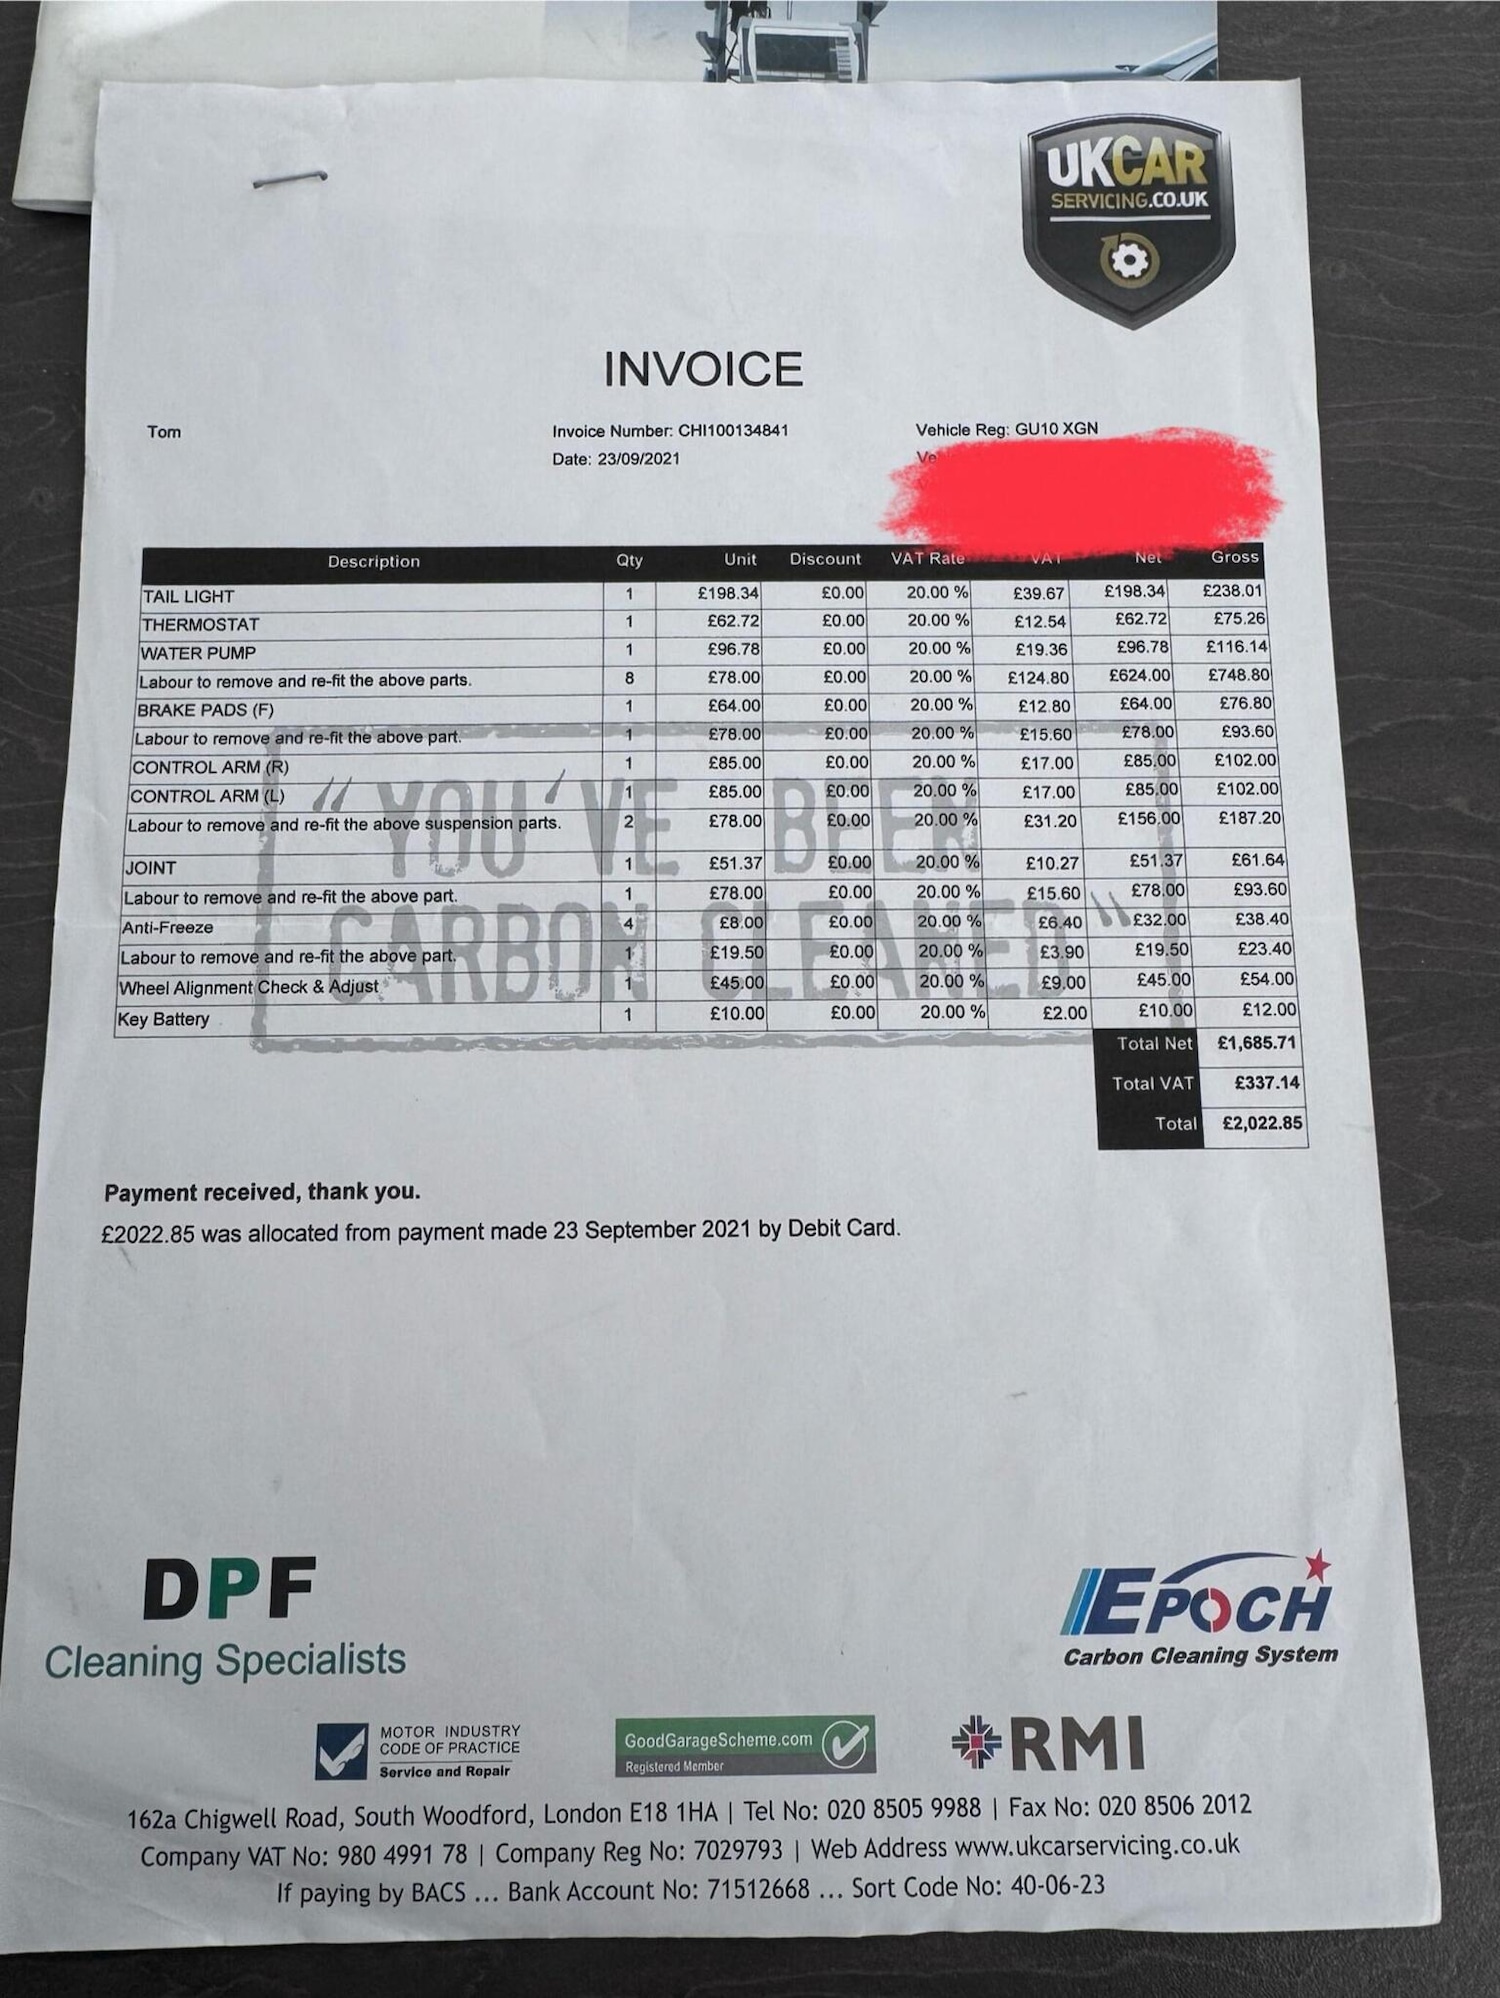 UKCAR
SERVICING.CO.UK
INVOICE
Tom
Invoice Number: CHI100134841
Vehicle Reg: GU10 XGN
Date: 23/09/2021
Description Qty Unit Discount VAT Rate VAT Net Gross
TAIL LIGHT 1 £198.34 £0.00 20.00 % £39.67 £198.34 £238.01
THERMOSTAT 1 £62.72 £0.00 20.00 % £12.54 £62.72 £75.26
WATER PUMP 1 £96.78 £0.00 20.00 % £19.36 £96.78 £116.14
Labour to remove and re-fit the above parts. 8 £78.00 £0.00 20.00 % £124.80 £624.00 £748.80
BRAKE PADS (F) 1 £64.00 £0.00 20.00 % £12.80 £64.00 £76.80
Labour to remove and re-fit the above part. 1 £78.00 £0.00 20.00 % £15.60 £78.00 £93.60
CONTROL ARM (R) 1 £85.00 £0.00 20.00 % £17.00 £85.00 £102.00
CONTROL ARM (L) 1 £85.00 £0.00 20.00 % £17.00 £85.00 £102.00
Labour to remove and re-fit the above suspension parts. 2 £78.00 £0.00 20.00 % £31.20 £156.00 £187.20
JOINT 1 £51.37 £0.00 20.00 % £10.27 £51.37 £61.64
Labour to remove and re-fit the above part. 1 £78.00 £0.00 20.00 % £15.60 £78.00 £93.60
Anti-Freeze 4 £8.00 £0.00 20.00 % £6.40 £32.00 £38.40
Labour to remove and re-fit the above part. 1 £19.50 £0.00 20.00 % £3.90 £19.50 £23.40
Wheel Alignment Check & Adjust 1 £45.00 £0.00 20.00 % £9.00 £45.00 £54.00
Key Battery 1 £10.00 £0.00 20.00 % £2.00 £10.00 £12.00
"YOU'VE BEEN
CARBON CLEANED"
Total Net £1,685.71
Total VAT £337.14
Total £2,022.85
Payment received, thank you.
£2022.85 was allocated from payment made 23 September 2021 by Debit Card.
DPF
Cleaning Specialists
EPOCH
Carbon Cleaning System
MOTOR INDUSTRY
CODE OF PRACTICE
Service and Repair
GoodGarageScheme.com
Registered Member
RMI
162a Chigwell Road, South Woodford, London E18 1HA | Tel No: 020 8505 9988 | Fax No: 020 8506 2012
Company VAT No: 980 4991 78 | Company Reg No: 7029793 | Web Address www.ukcarservicing.co.uk
If paying by BACS ... Bank Account No: 71512668 ... Sort Code No: 40-06-23